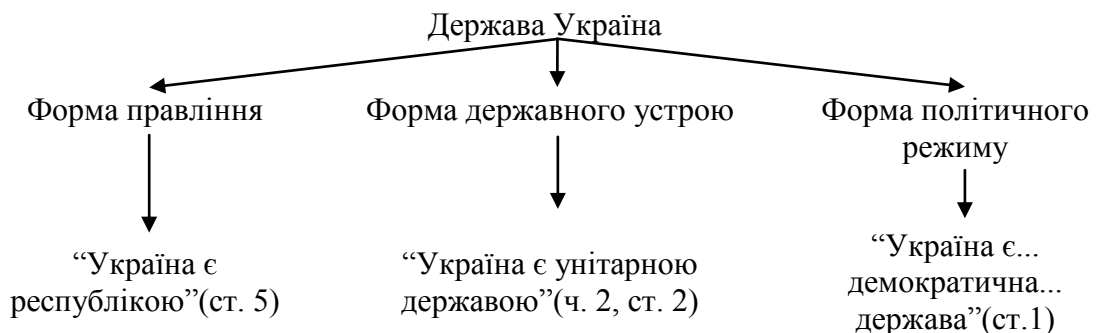 Держава Україна
Форма правління
Форма державного устрою
Форма політичного
режиму
“Україна є
республікою”(ст. 5)
“Україна є унітарною
державою”(ч. 2, ст. 2)
“Україна є...
демократична...
держава”(ст.1)